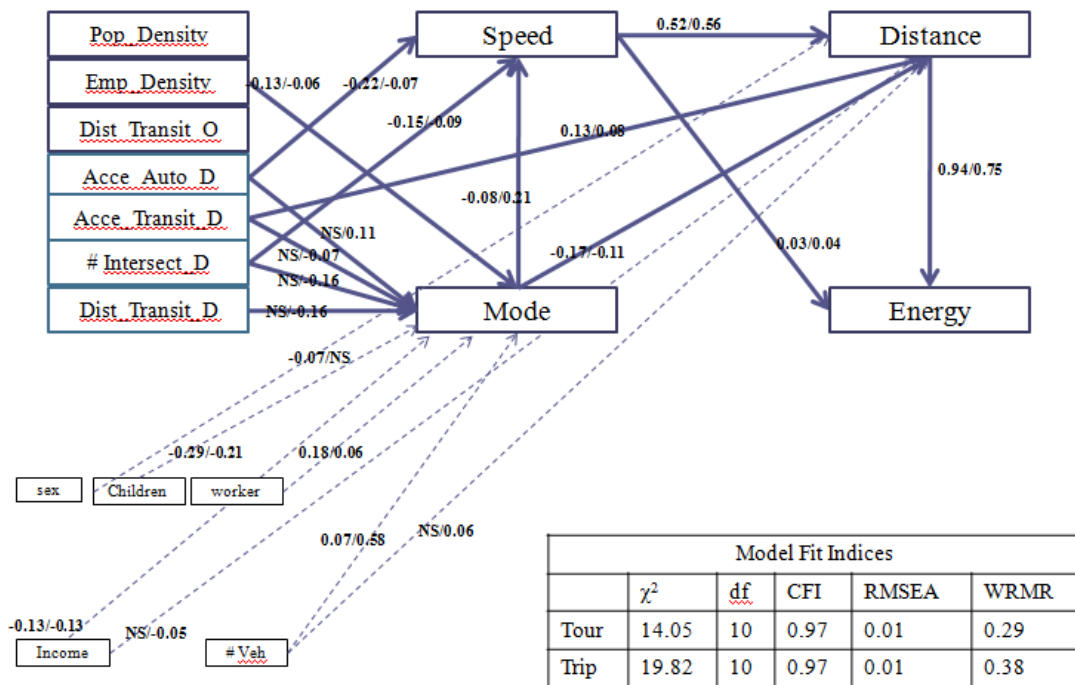 Pop_Density
Speed
0.52/0.56
Distance
Emp_Density
-0.13/-0.06
-0.22/-0.07
Dist_Transit_O
-0.15/-0.09
0.13/0.08
Acce_Auto_D
0.94/0.75
-0.08/0.21
Acce_Transit_D
NS/0.11
0.03/0.04
# Intersect_D
NS/-0.07
-0.17/-0.11
NS/-0.16
Dist_Transit_D
NS/-0.16
Mode
Energy
-0.07/NS
-0.29/-0.21
0.18/0.06
sex
Children
worker
0.07/0.58
NS/0.06
-0.13/-0.13
NS/-0.05
Income
# Veh
Model Fit Indices
χ² df CFI RMSEA WRMR
Tour 14.05 10 0.97 0.01 0.29
Trip 19.82 10 0.97 0.01 0.38